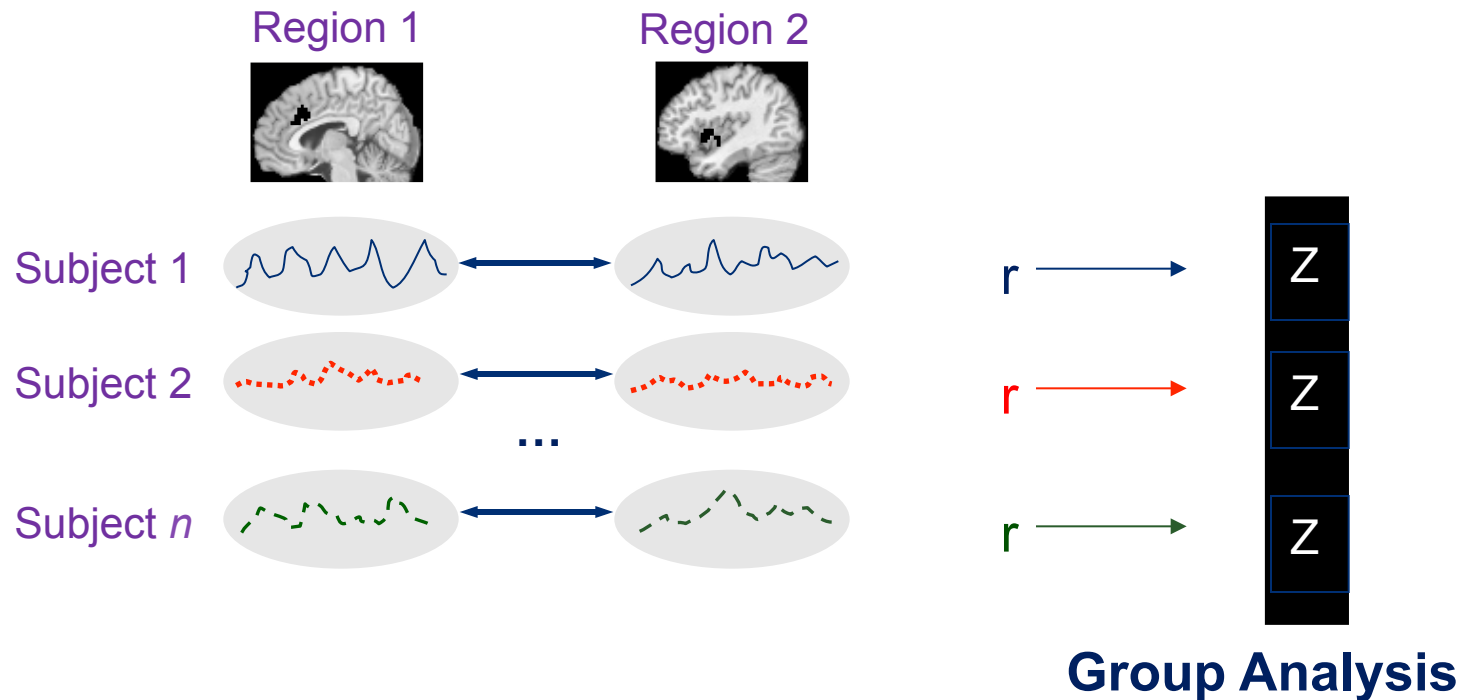 Region 1
Region 2
Subject 1
r
Z
Subject 2
r
Z
...
Subject n
r
Z
Group Analysis